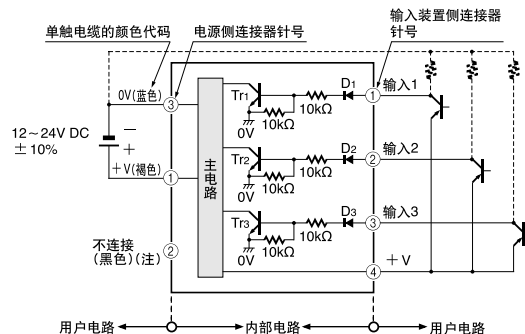 单触电缆的颜色代码
电源侧连接器针号
输入装置侧连接器
针号
0V(蓝色)
③
12～24V DC
±10%
－
＋
＋V(褐色)
①
不连接
(黑色)(注)
②
主电路
Tr1
10kΩ
10kΩ
0V
D1
①
输入1
Tr2
10kΩ
10kΩ
0V
D2
②
输入2
Tr3
10kΩ
10kΩ
0V
D3
③
输入3
④
＋V
用户电路
内部电路
用户电路